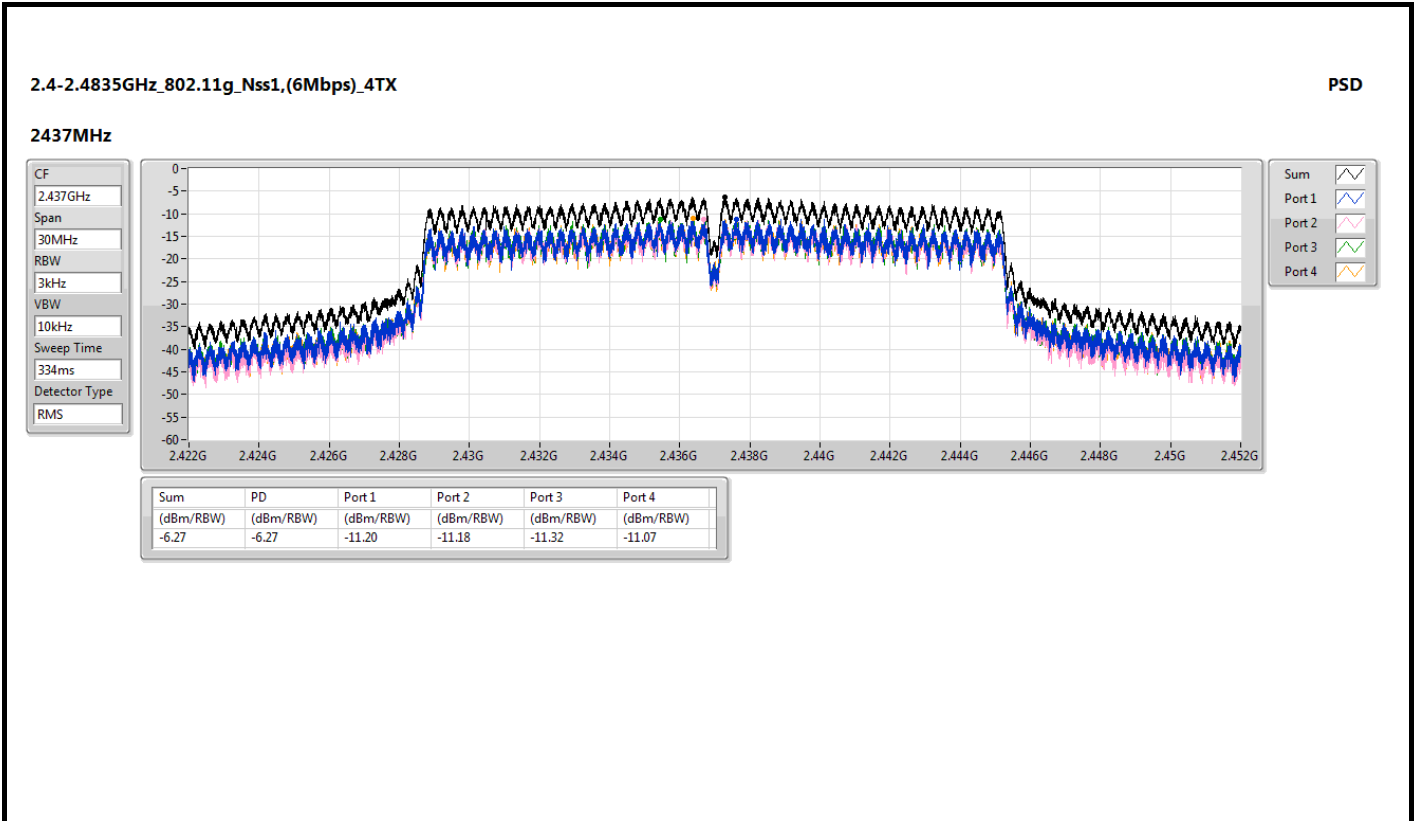 2.4-2.4835GHz_802.11g_Nss1,(6Mbps)_4TX PSD
2437MHz
CF
2.437GHz
Span
30MHz
RBW
3kHz
VBW
10kHz
Sweep Time
334ms
Detector Type
RMS
0
-5
-10
-15
-20
-25
-30
-35
-40
-45
-50
-55
-60
2.422G 2.424G 2.426G 2.428G 2.43G 2.432G 2.434G 2.436G 2.438G 2.44G 2.442G 2.444G 2.446G 2.448G 2.45G 2.452G
Sum
Port 1
Port 2
Port 3
Port 4
Sum PD Port 1 Port 2 Port 3 Port 4
(dBm/RBW) (dBm/RBW) (dBm/RBW) (dBm/RBW) (dBm/RBW) (dBm/RBW)
-6.27 -6.27 -11.20 -11.18 -11.32 -11.07